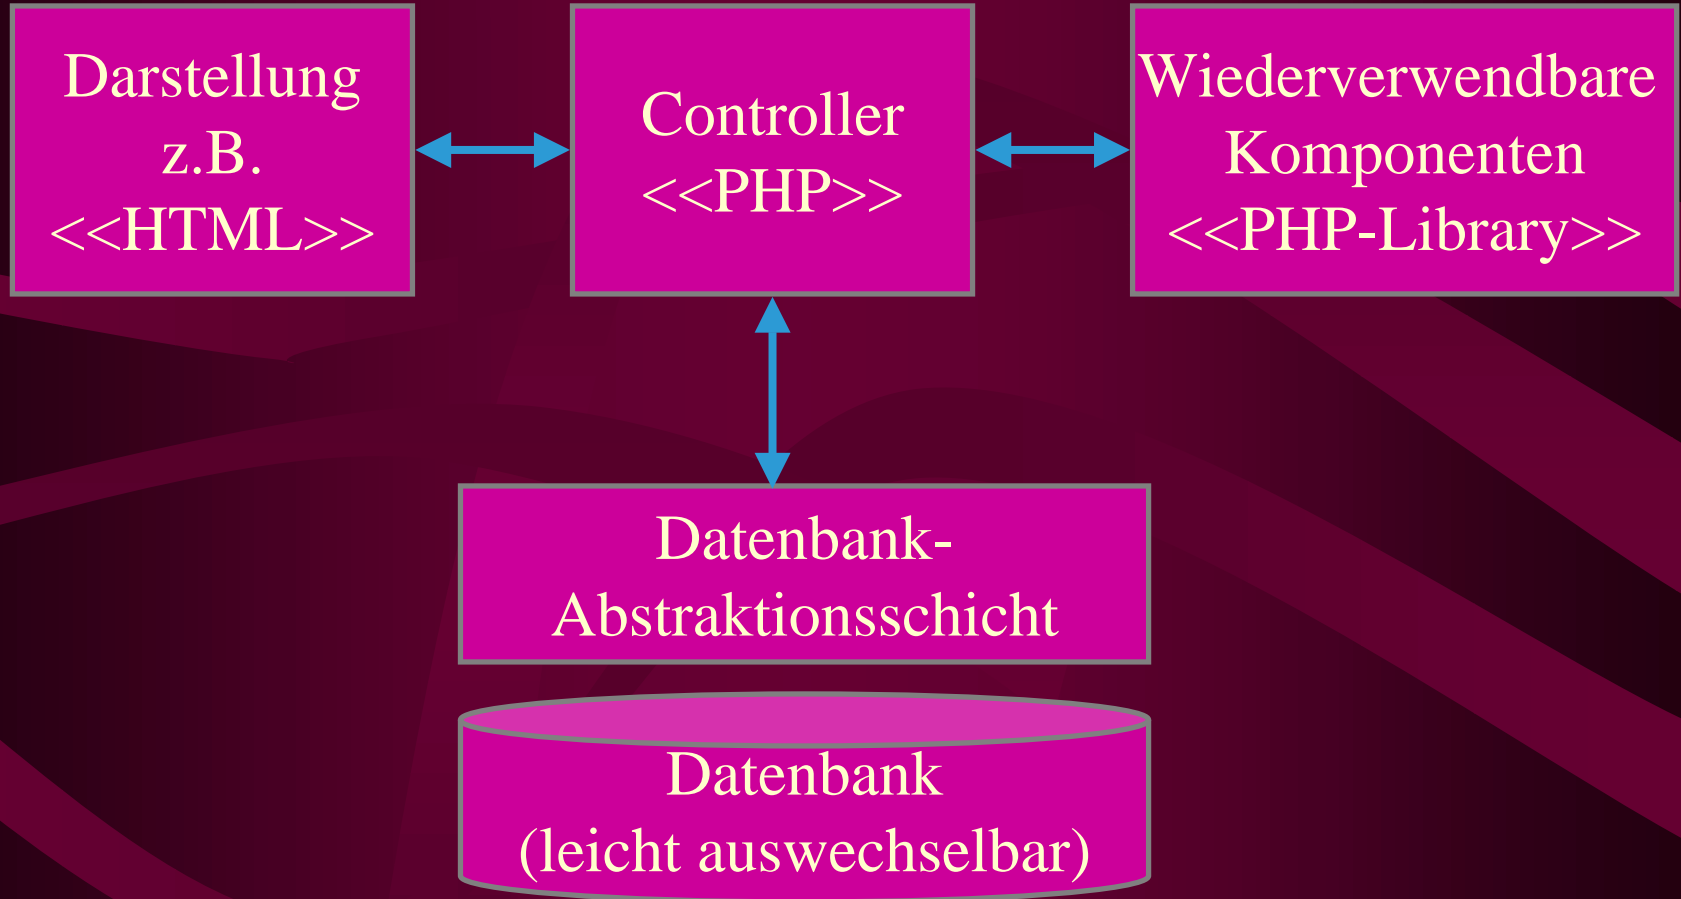 Darstellung
z.B.
<<HTML>>
Controller
<<PHP>>
Wiederverwendbare
Komponenten
<<PHP-Library>>
Datenbank-
Abstraktionsschicht
Datenbank
(leicht auswechselbar)